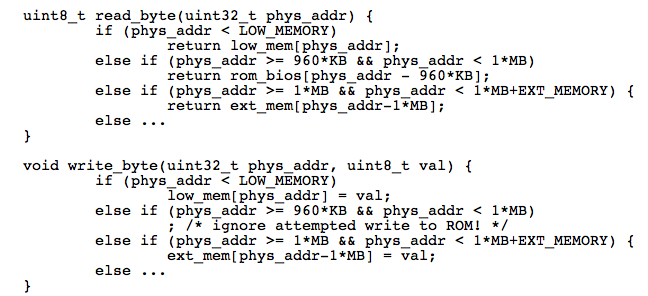 uint8_t read_byte(uint32_t phys_addr) {
        if (phys_addr < LOW_MEMORY)
                return low_mem[phys_addr];
        else if (phys_addr >= 960*KB && phys_addr < 1*MB)
                return rom_bios[phys_addr - 960*KB];
        else if (phys_addr >= 1*MB && phys_addr < 1*MB+EXT_MEMORY) {
                return ext_mem[phys_addr-1*MB];
        else ...
}

void write_byte(uint32_t phys_addr, uint8_t val) {
        if (phys_addr < LOW_MEMORY)
                low_mem[phys_addr] = val;
        else if (phys_addr >= 960*KB && phys_addr < 1*MB)
                ; /* ignore attempted write to ROM! */
        else if (phys_addr >= 1*MB && phys_addr < 1*MB+EXT_MEMORY) {
                ext_mem[phys_addr-1*MB] = val;
        else ...
}